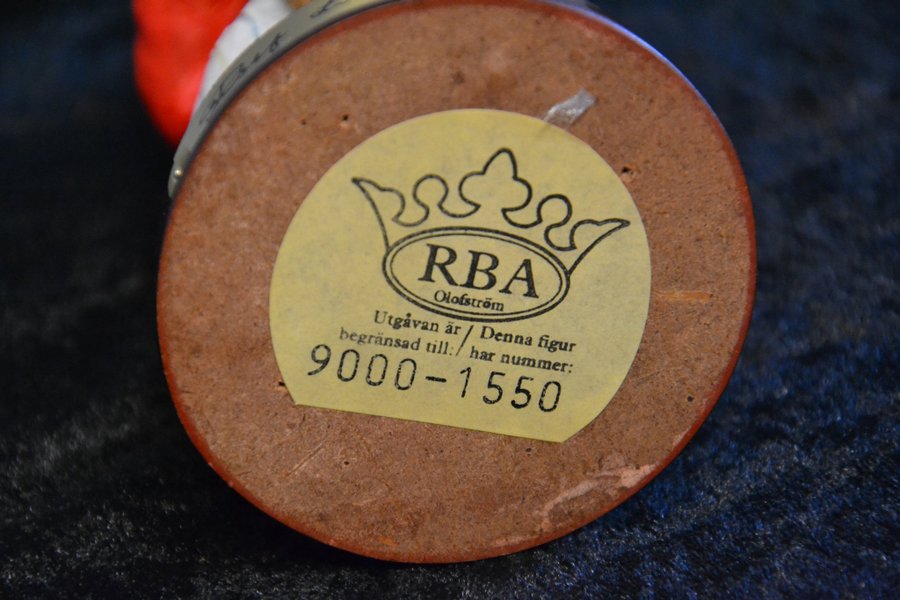 RBA
Olofström
Utgåvan är / Denna figur
begränsad till: / har nummer:
9000-1550